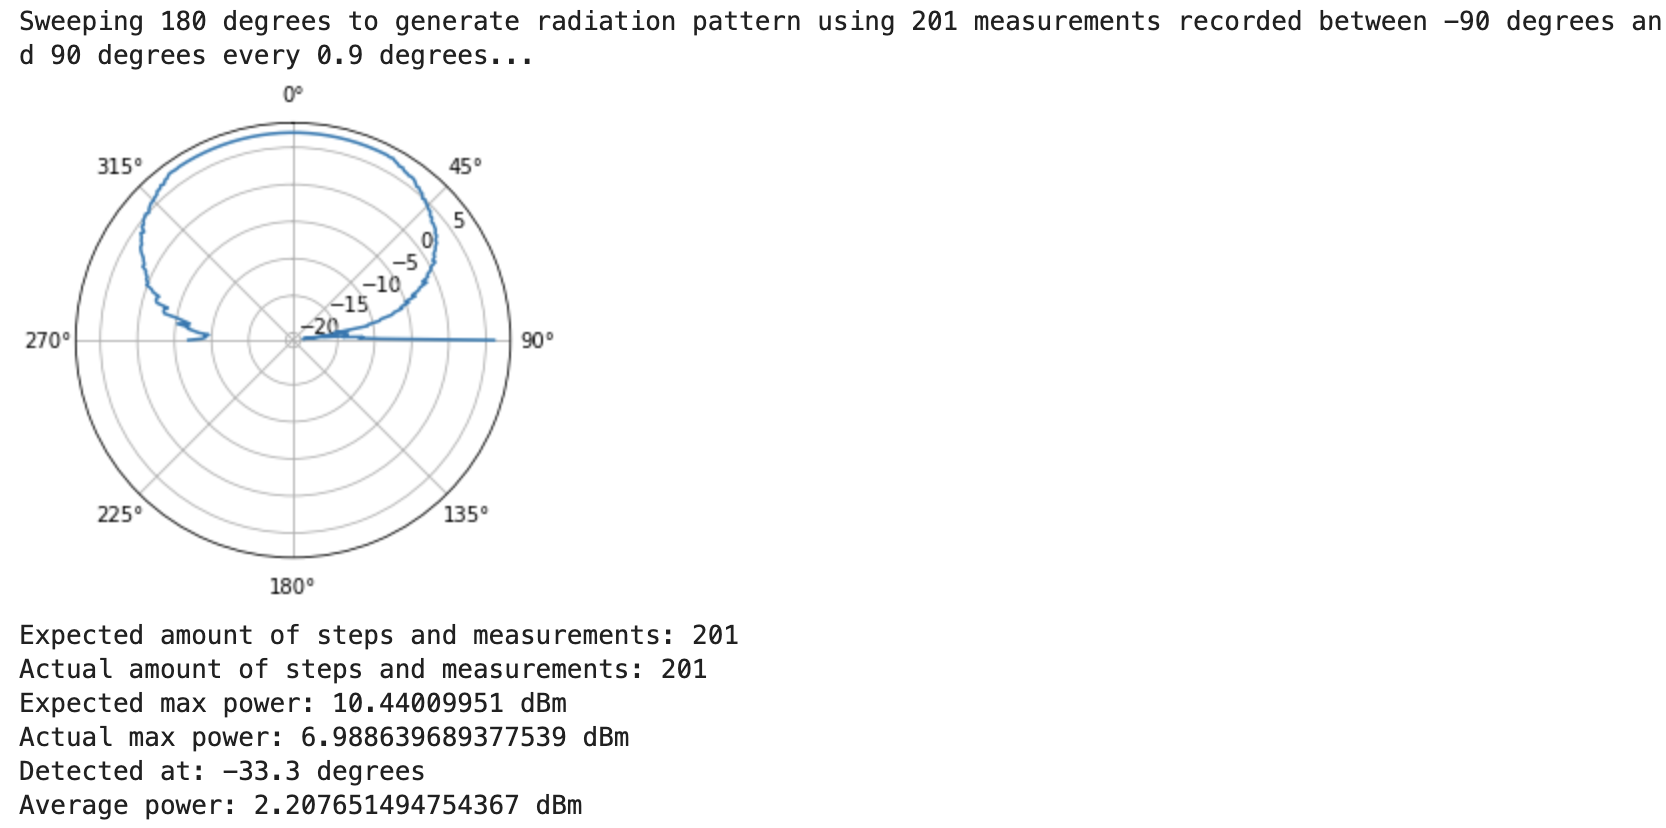 Sweeping 180 degrees to generate radiation pattern using 201 measurements recorded between -90 degrees an
d 90 degrees every 0.9 degrees...
0°
315°
45°
5
0
−5
−10
−15
−20
270°
90°
225°
135°
180°
Expected amount of steps and measurements: 201
Actual amount of steps and measurements: 201
Expected max power: 10.44009951 dBm
Actual max power: 6.988639689377539 dBm
Detected at: -33.3 degrees
Average power: 2.207651494754367 dBm